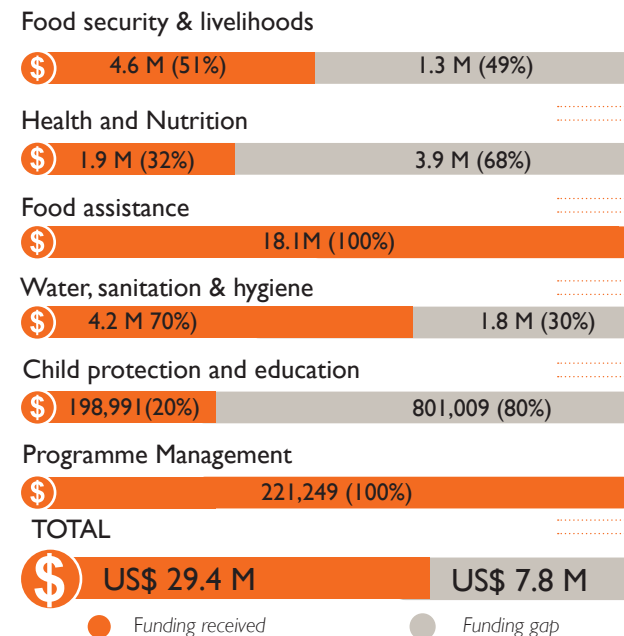 Food security & livelihoods
$ 4.6 M (51%) 1.3 M (49%)
Health and Nutrition
$ 1.9 M (32%) 3.9 M (68%)
Food assistance
$ 18.1M (100%)
Water, sanitation & hygiene
$ 4.2 M 70%) 1.8 M (30%)
Child protection and education
$ 198,991(20%) 801,009 (80%)
Programme Management
$ 221,249 (100%)
TOTAL
$ US$ 29.4 M US$ 7.8 M
Funding received Funding gap